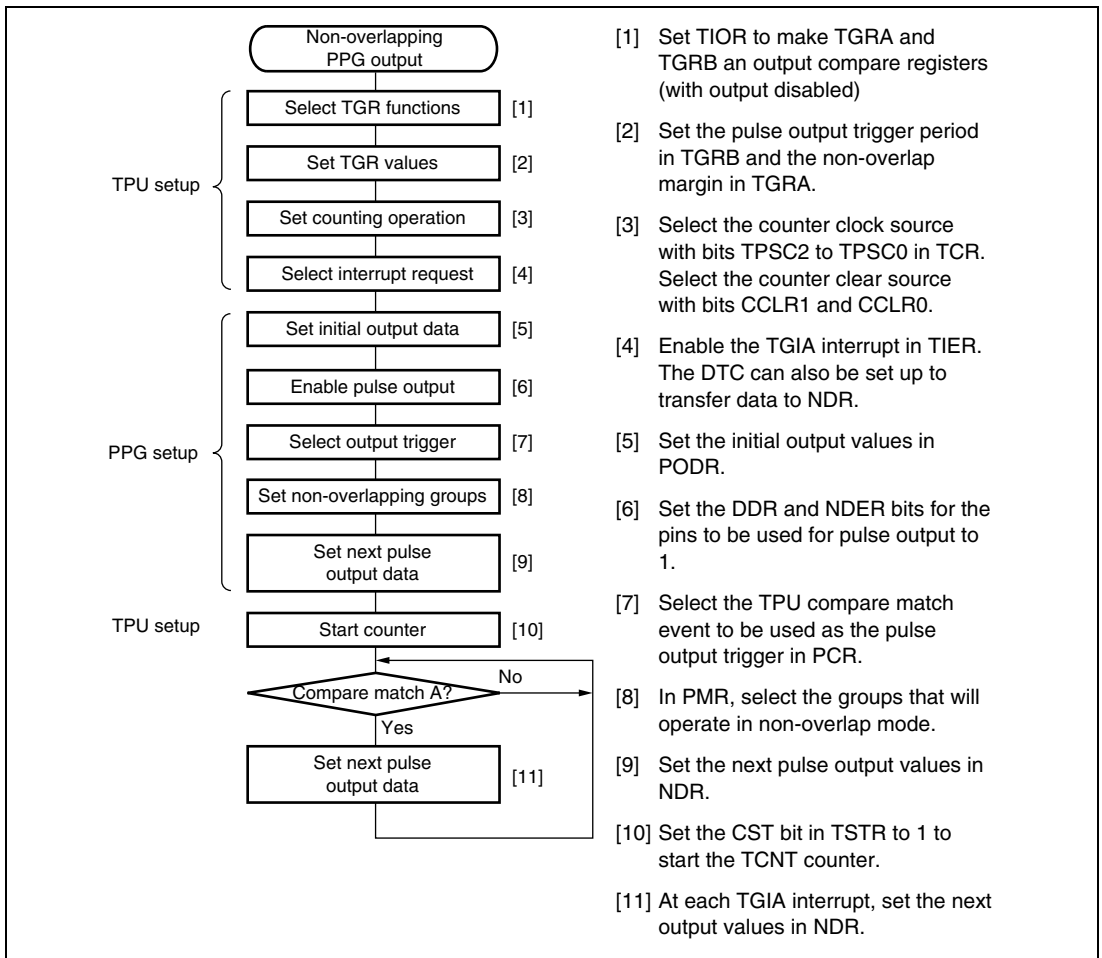 Non-overlapping
PPG output
Select TGR functions [1]
Set TGR values [2]
TPU setup
Set counting operation [3]
Select interrupt request [4]
Set initial output data [5]
Enable pulse output [6]
Select output trigger [7]
PPG setup
Set non-overlapping groups [8]
Set next pulse
output data [9]
TPU setup
Start counter [10]
Compare match A?
No
Yes
Set next pulse
output data [11]
[1] Set TIOR to make TGRA and
TGRB an output compare registers
(with output disabled)
[2] Set the pulse output trigger period
in TGRB and the non-overlap
margin in TGRA.
[3] Select the counter clock source
with bits TPSC2 to TPSC0 in TCR.
Select the counter clear source
with bits CCLR1 and CCLR0.
[4] Enable the TGIA interrupt in TIER.
The DTC can also be set up to
transfer data to NDR.
[5] Set the initial output values in
PODR.
[6] Set the DDR and NDER bits for the
pins to be used for pulse output to
1.
[7] Select the TPU compare match
event to be used as the pulse
output trigger in PCR.
[8] In PMR, select the groups that will
operate in non-overlap mode.
[9] Set the next pulse output values in
NDR.
[10] Set the CST bit in TSTR to 1 to
start the TCNT counter.
[11] At each TGIA interrupt, set the next
output values in NDR.